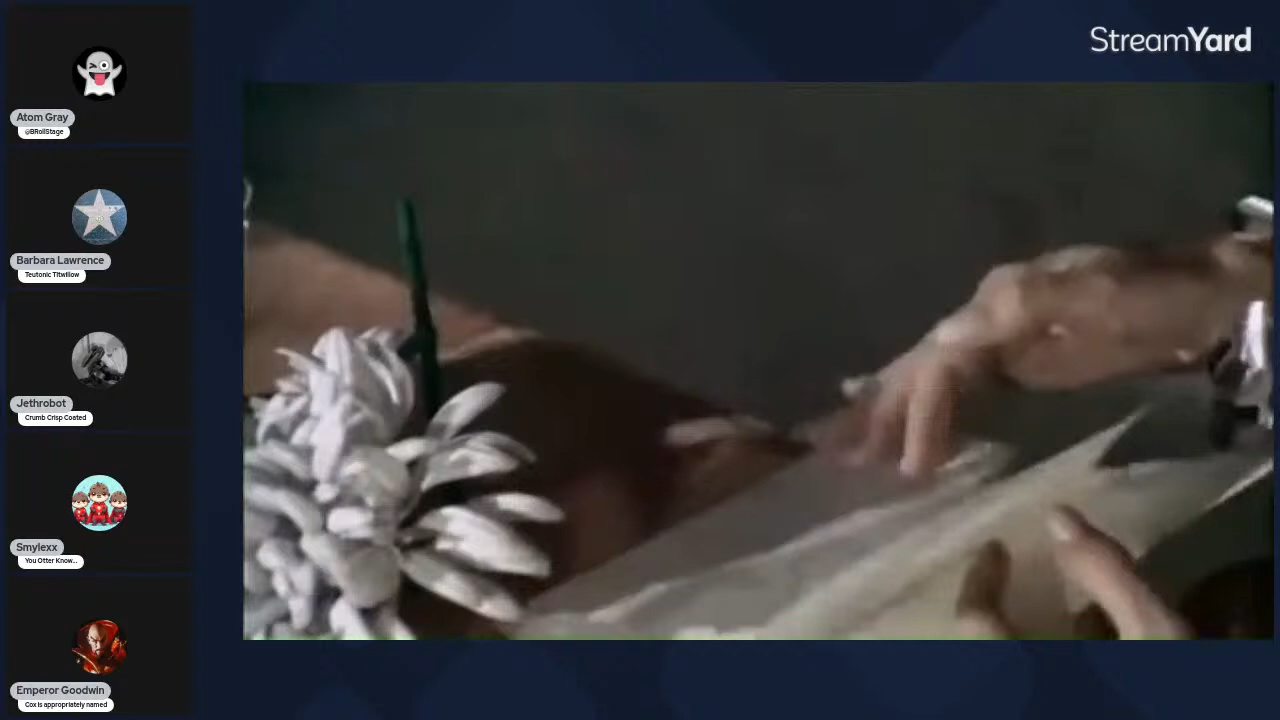 StreamYard
Atom Gray
@BRollStage
Barbara Lawrence
Teutonic Titwillow
Jethrobot
Crumb Crisp Coated
Smylexx
You Otter Know...
Emperor Goodwin
Cox is appropriately named